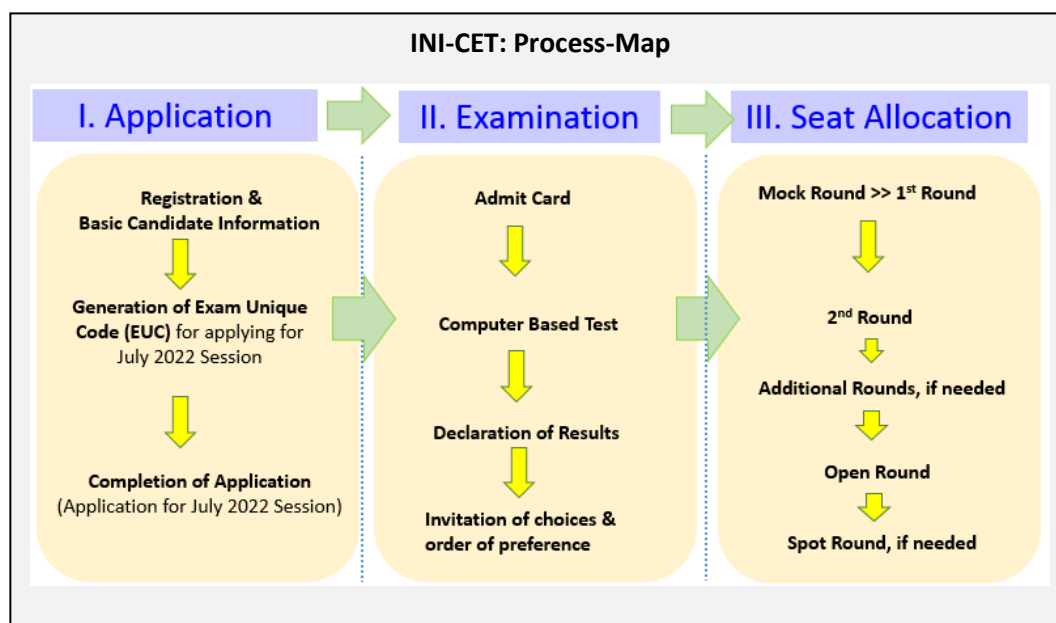 INI-CET: Process-Map
I. Application
II. Examination
III. Seat Allocation
Registration &
Basic Candidate Information
Generation of Exam Unique
Code (EUC) for applying for
July 2022 Session
Completion of Application
(Application for July 2022 Session)
Admit Card
Computer Based Test
Declaration of Results
Invitation of choices &
order of preference
Mock Round >> 1st Round
2nd Round
Additional Rounds, if needed
Open Round
Spot Round, if needed